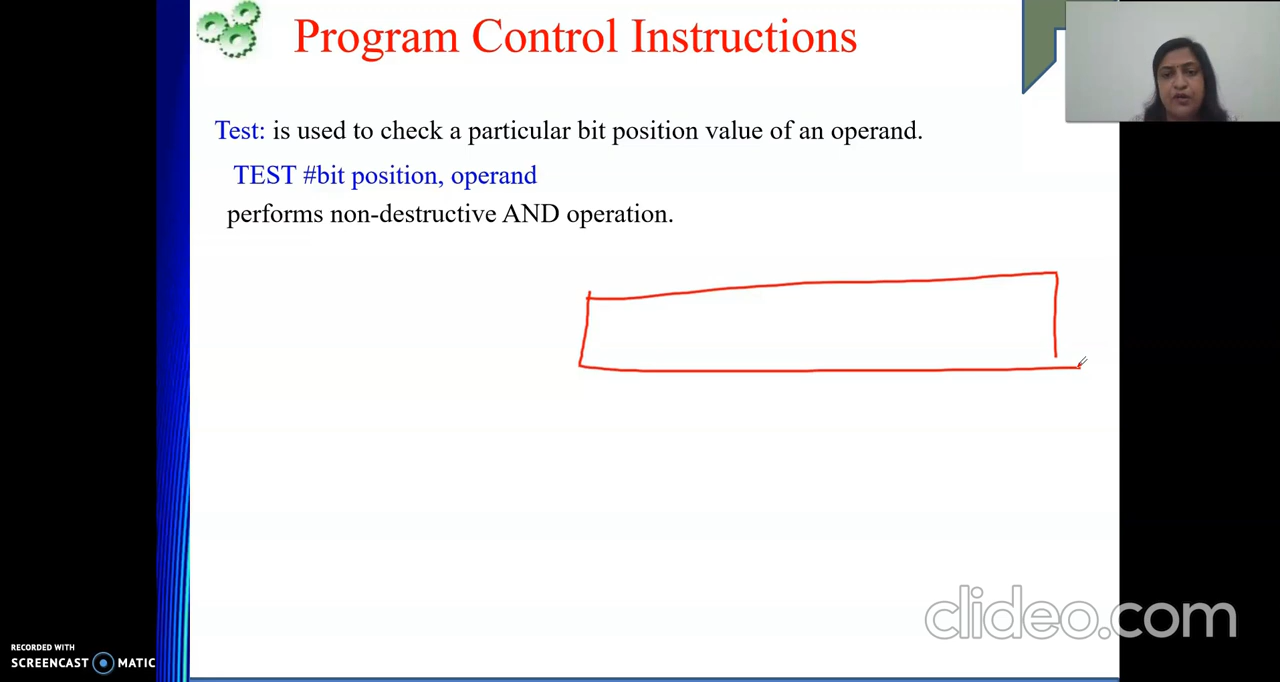 Program Control Instructions
Test: is used to check a particular bit position value of an operand.
TEST #bit position, operand
performs non-destructive AND operation.
clideo.com
RECORDED WITH
SCREENCAST MATIC